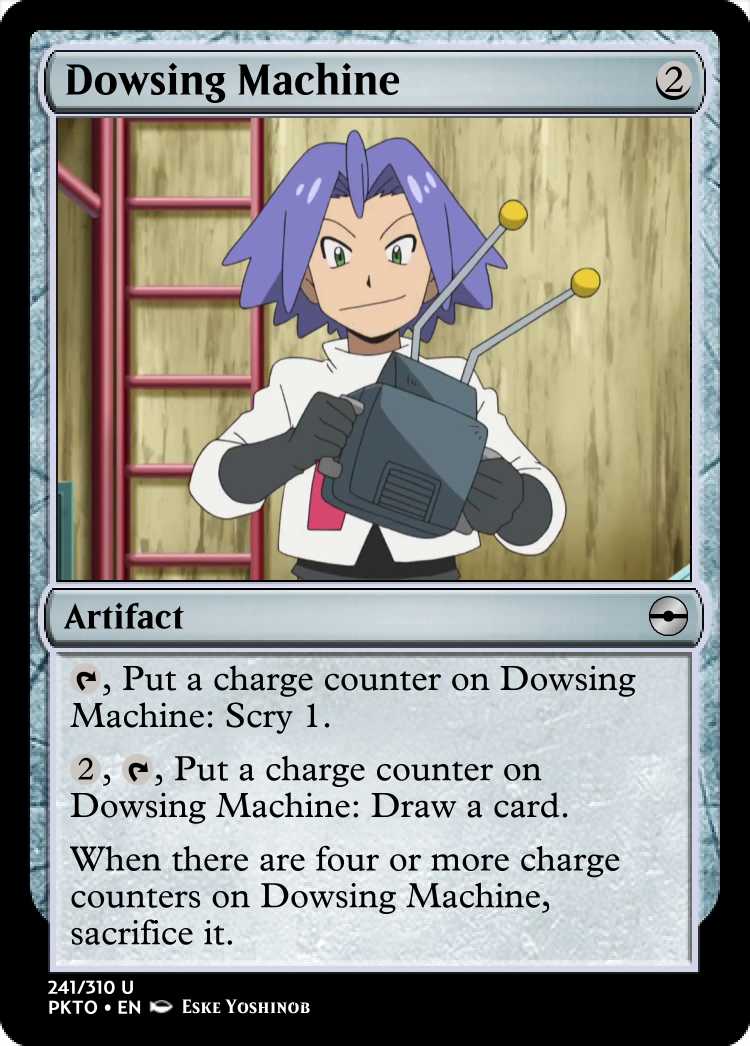 Dowsing Machine 2
Artifact
, Put a charge counter on Dowsing
Machine: Scry 1.
2, , Put a charge counter on
Dowsing Machine: Draw a card.
When there are four or more charge
counters on Dowsing Machine,
sacrifice it.
241/310 U
PKTO • EN Eske Yoshinob